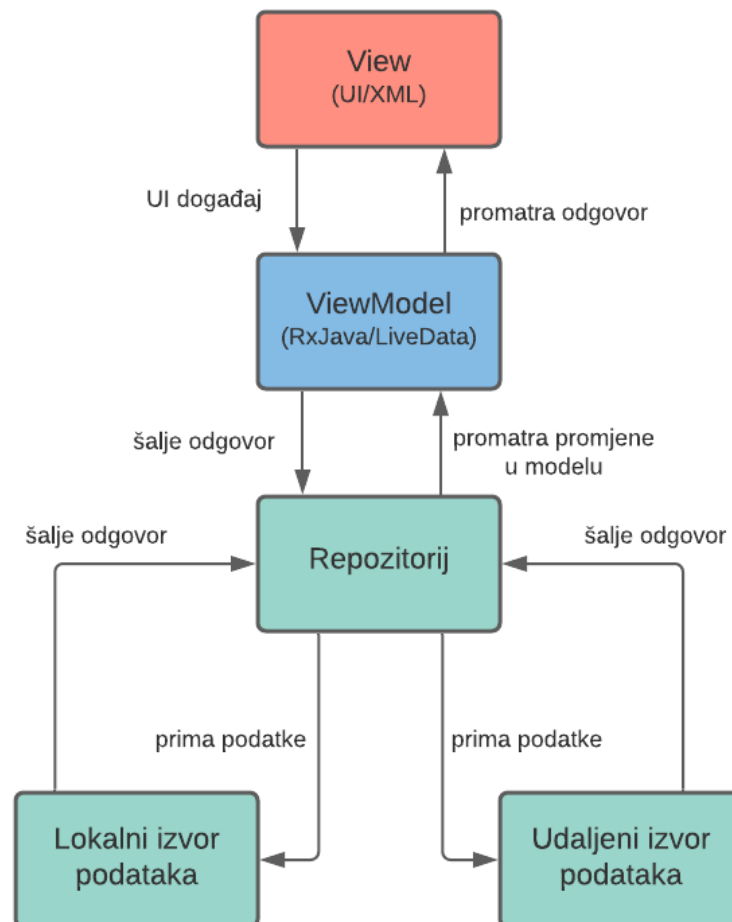 View
(UI/XML)
UI događaj
promatra odgovor
ViewModel
(RxJava/LiveData)
šalje odgovor
promatra promjene
u modelu
šalje odgovor
Repozitorij
šalje odgovor
prima podatke
prima podatke
Lokalni izvor
podataka
Udaljeni izvor
podataka